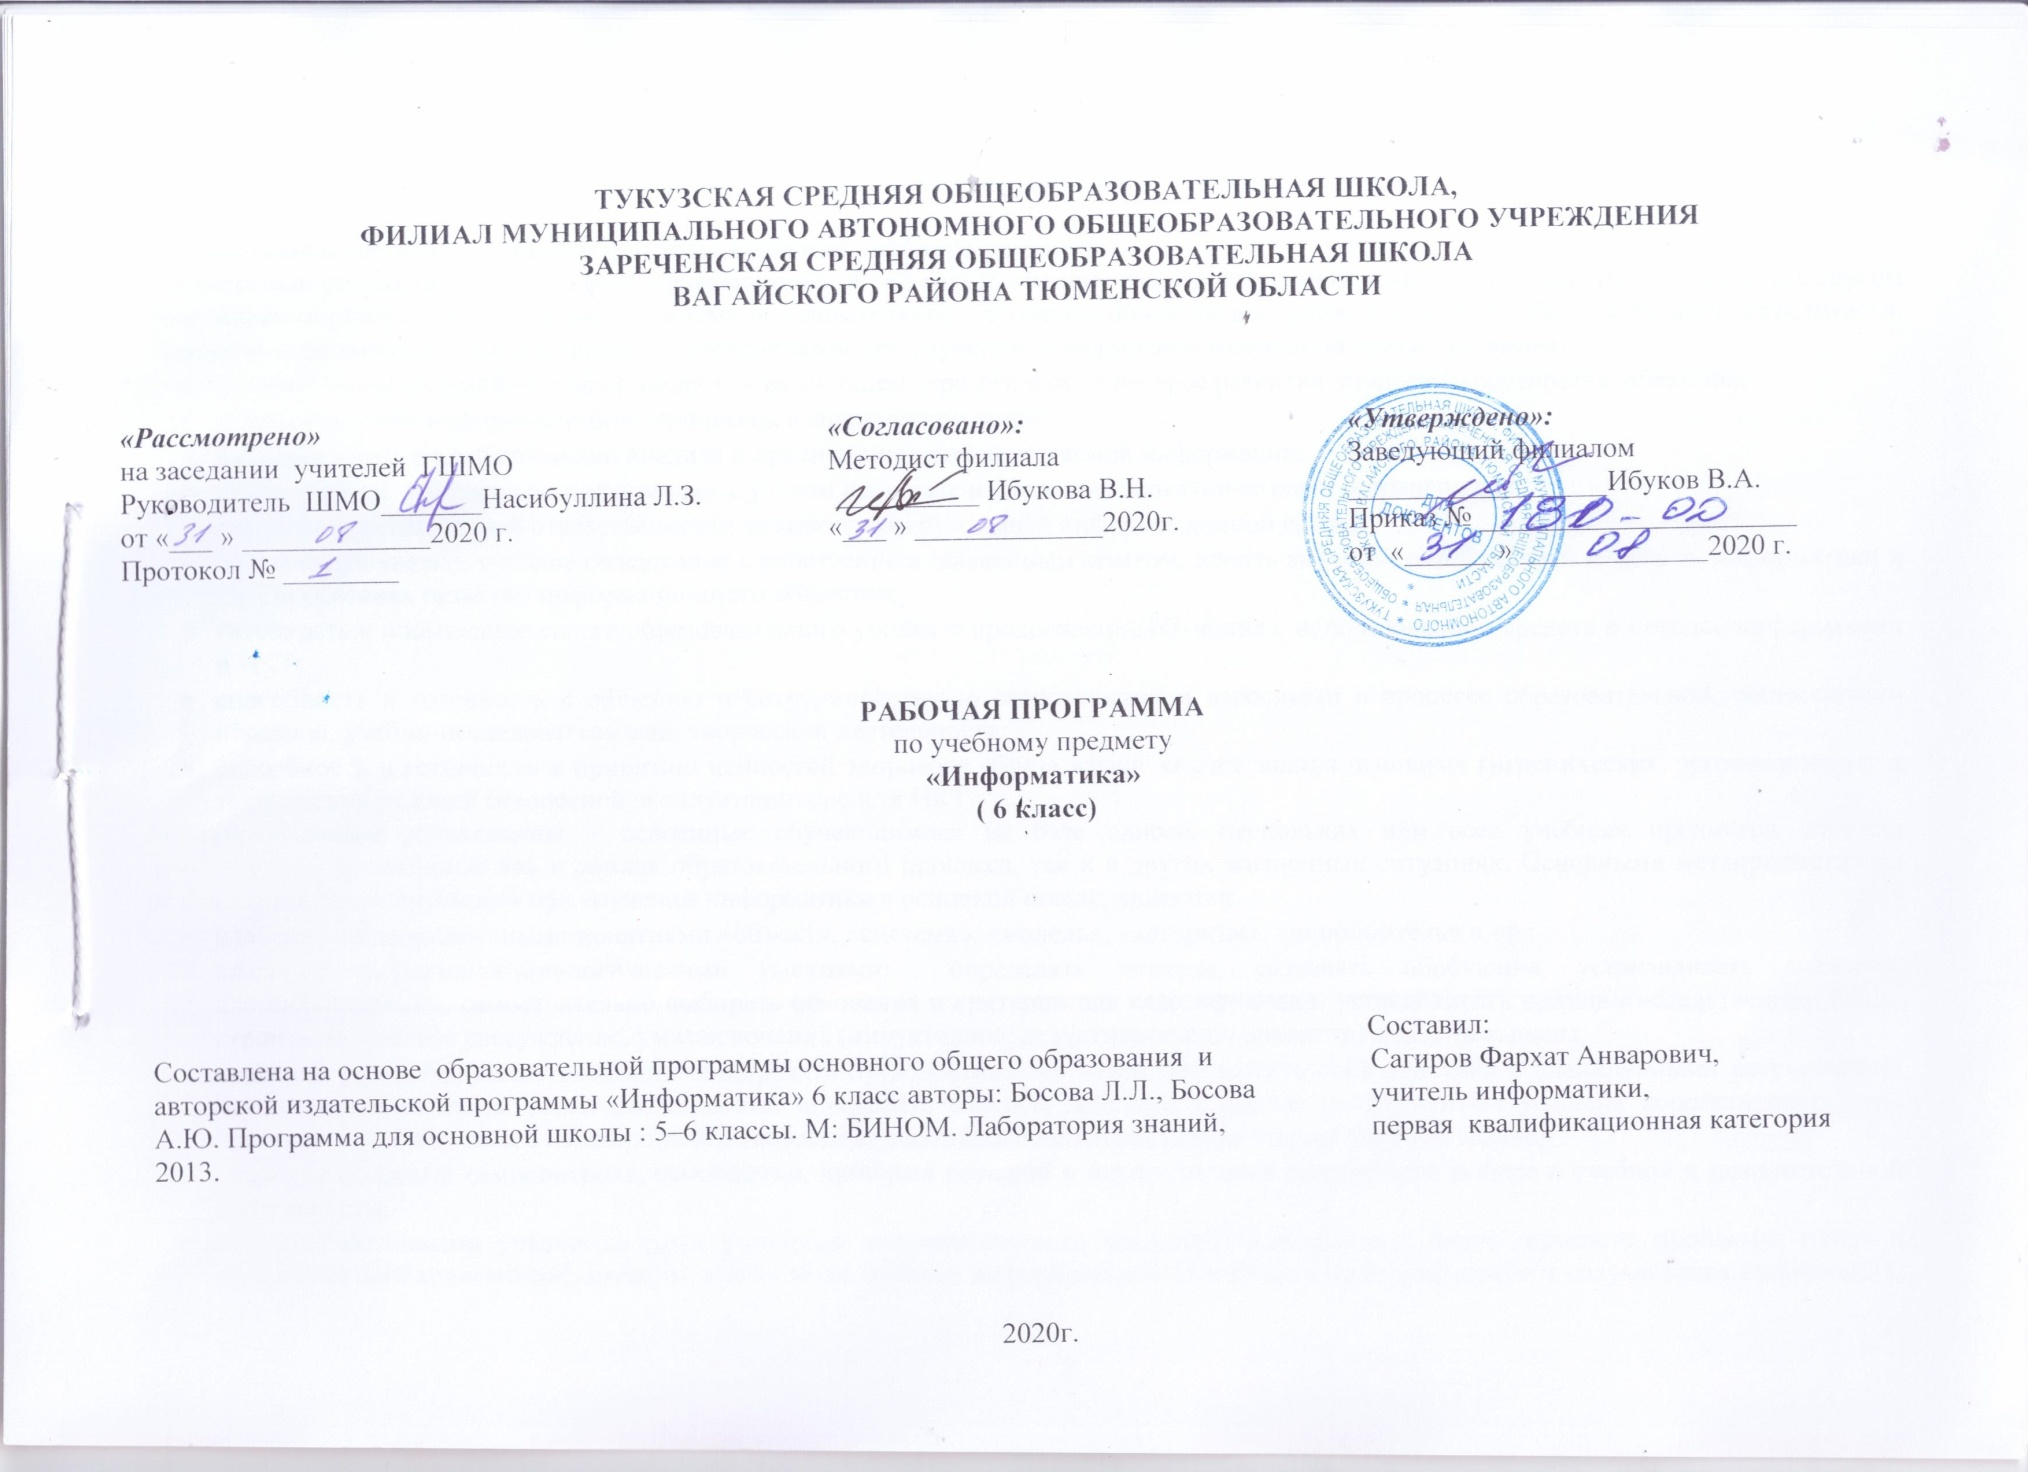 ТУКУЗСКАЯ СРЕДНЯЯ ОБЩЕОБРАЗОВАТЕЛЬНАЯ ШКОЛА,
ФИЛИАЛ МУНИЦИПАЛЬНОГО АВТОНОМНОГО ОБЩЕОБРАЗОВАТЕЛЬНОГО УЧРЕЖДЕНИЯ
ЗАРЕЧЕНСКАЯ СРЕДНЯЯ ОБЩЕОБРАЗОВАТЕЛЬНАЯ ШКОЛА
ВАГАЙСКОГО РАЙОНА ТЮМЕНСКОЙ ОБЛАСТИ
«Рассмотрено»
на заседании учителей ГШМО
Руководитель ШМО Насибуллина Л.З.
от «31» 08 2020 г.
Протокол № 1
«Согласовано»:
Методист филиала
Ибукова В.Н.
«31» 08 2020г.
«Утверждено»:
Заведующий филиалом
Ибуков В.А.
Приказ № 130-ОД
от «31» 08 2020 г.
ДЛЯ
ДОКУМЕНТОВ
РАБОЧАЯ ПРОГРАММА
по учебному предмету
«Информатика»
( 6 класс)
Составлена на основе образовательной программы основного общего образования и
авторской издательской программы «Информатика» 6 класс авторы: Босова Л.Л., Босова
А.Ю. Программа для основной школы : 5–6 классы. М: БИНОМ. Лаборатория знаний,
2013.
Составил:
Сагиров Фархат Анварович,
учитель информатики,
первая квалификационная категория
2020г.